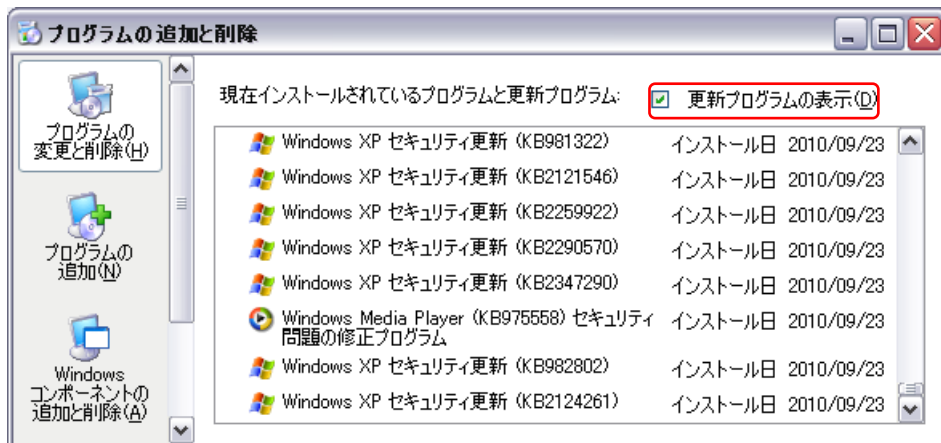 プログラムの追加と削除
プログラムの
変更と削除(H)
プログラムの
追加(N)
Windows
コンポーネントの
追加と削除(A)
現在インストールされているプログラムと更新プログラム:
更新プログラムの表示(D)
Windows XP セキュリティ更新 (KB981322) インストール日 2010/09/23
Windows XP セキュリティ更新 (KB2121546) インストール日 2010/09/23
Windows XP セキュリティ更新 (KB2259922) インストール日 2010/09/23
Windows XP セキュリティ更新 (KB2290570) インストール日 2010/09/23
Windows XP セキュリティ更新 (KB2347290) インストール日 2010/09/23
Windows Media Player (KB975558) セキュリティ インストール日 2010/09/23
問題の修正プログラム
Windows XP セキュリティ更新 (KB982802) インストール日 2010/09/23
Windows XP セキュリティ更新 (KB2124261) インストール日 2010/09/23